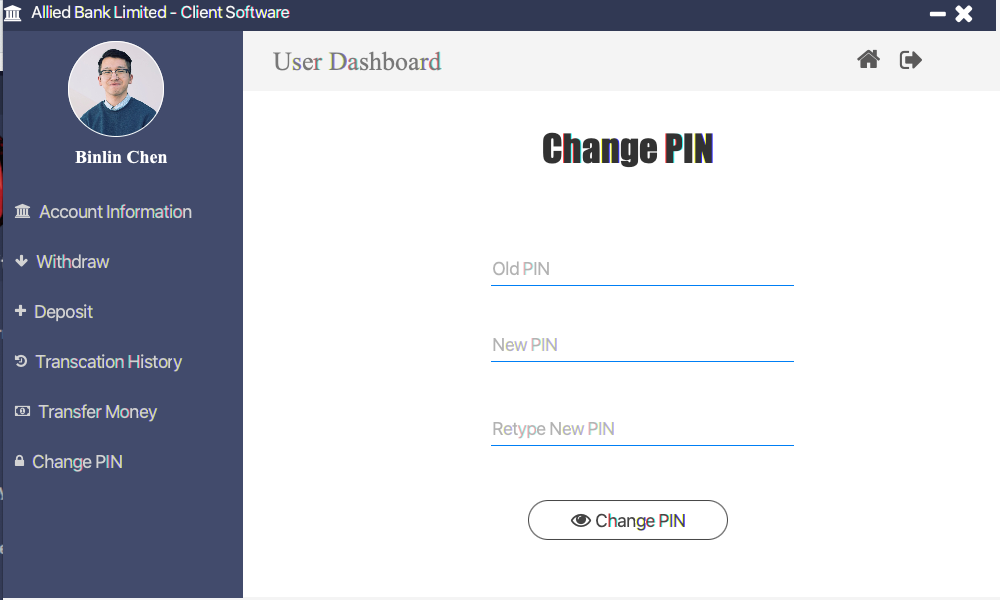 Allied Bank Limited - Client Software
User Dashboard
Binlin Chen
Account Information
Withdraw
Deposit
Transcation History
Transfer Money
Change PIN
Change PIN
Old PIN
New PIN
Retype New PIN
Change PIN